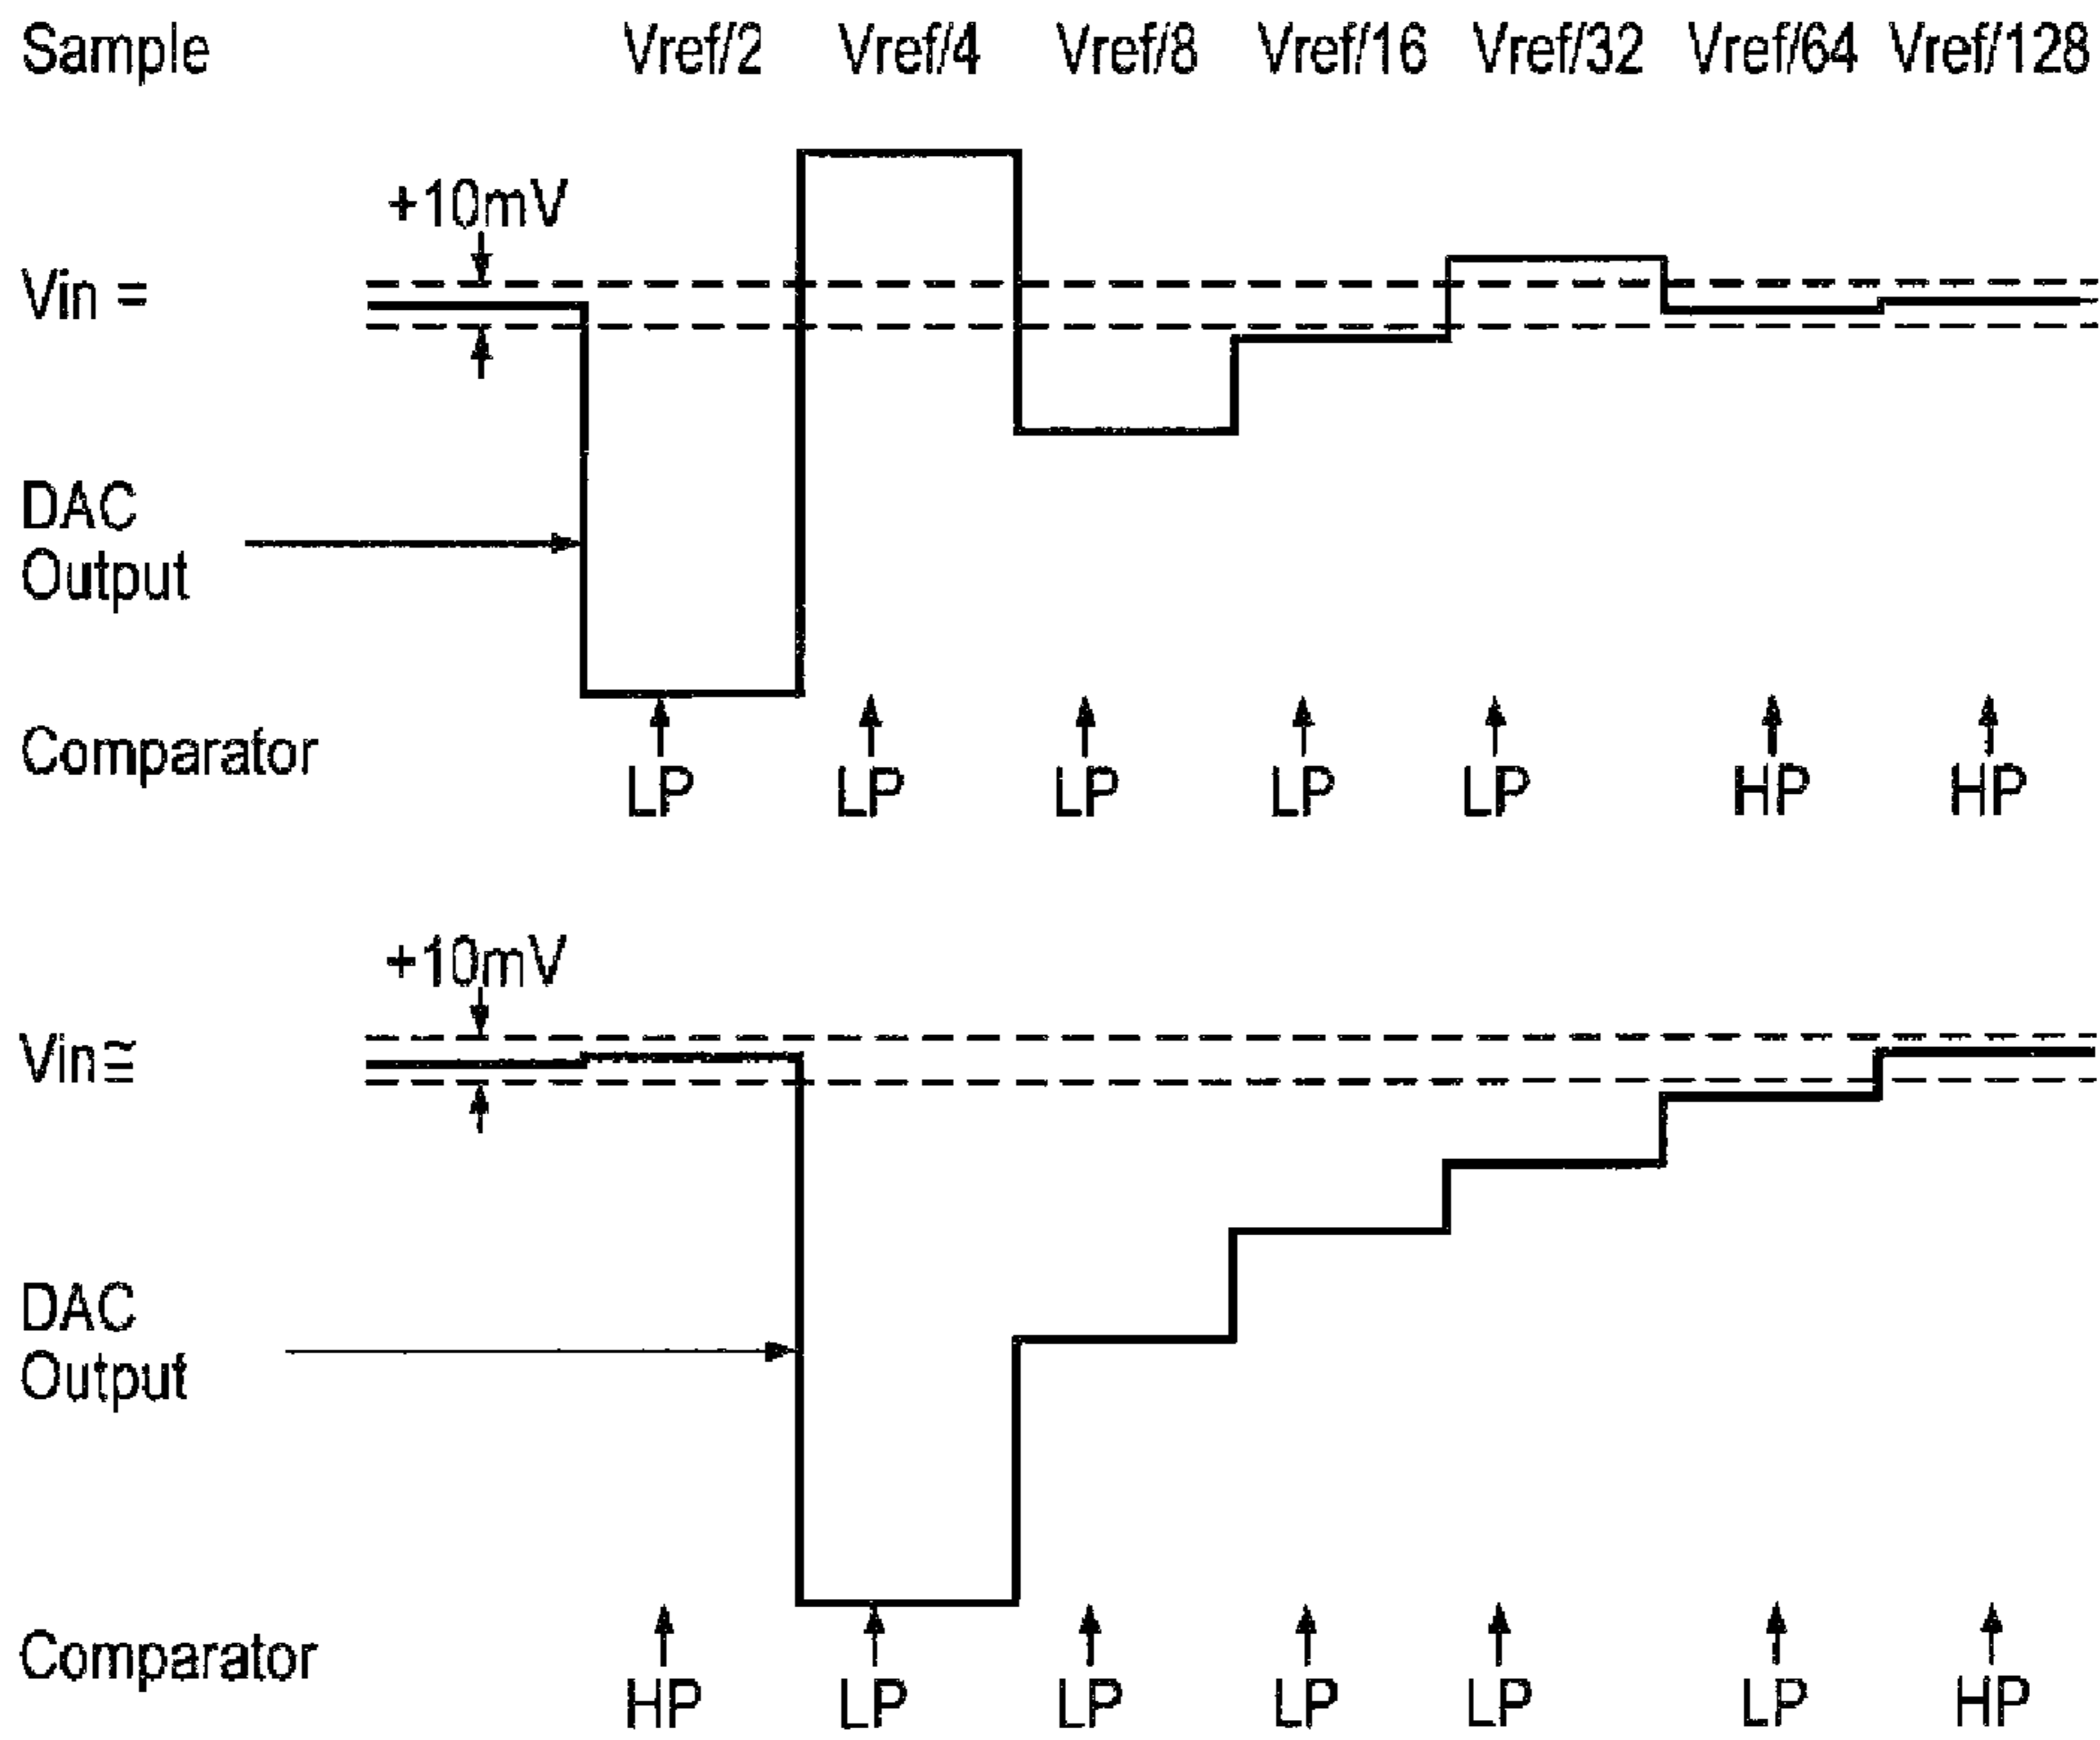 Sample Vref/2 Vref/4 Vref/8 Vref/16 Vref/32 Vref/64 Vref/128
+10mV
Vin =
DAC
Output
Comparator
LP LP LP LP LP HP HP
+10mV
Vin ≅
DAC
Output
Comparator
HP LP LP LP LP LP HP